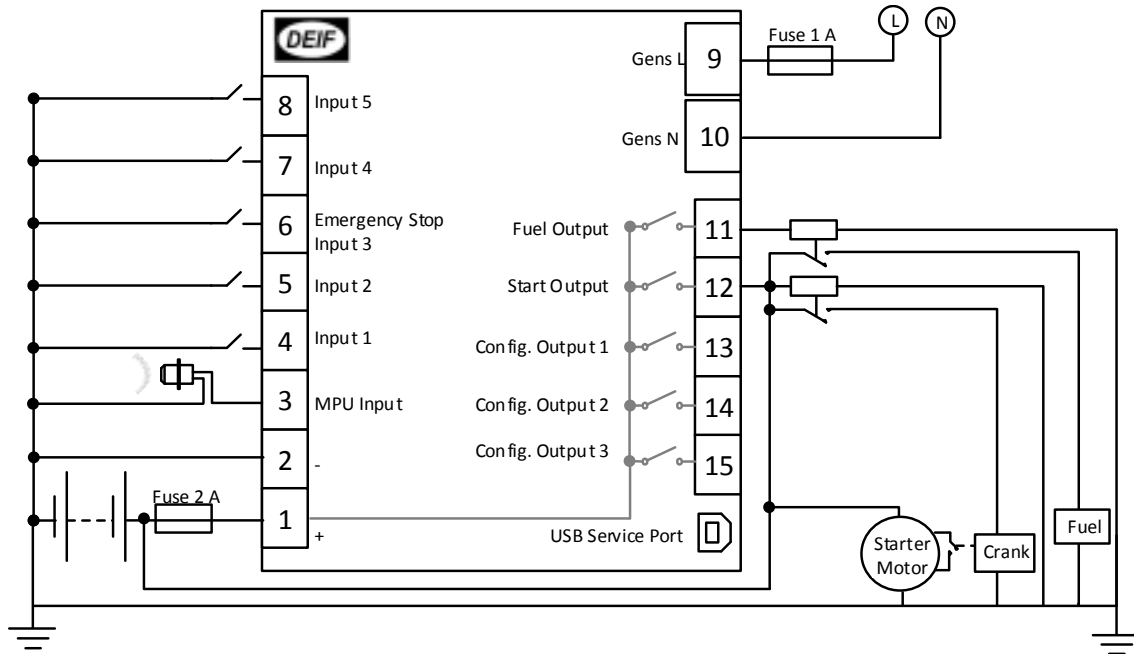 DEIF
8 Input 5
7 Input 4
6 Emergency Stop
Input 3
5 Input 2
4 Input 1
3 MPU Input
2 -
1 +
Fuse 2 A
Gens L 9
Fuse 1 A
L
N
Gens N 10
Fuel Output 11
Start Output 12
Config. Output 1 13
Config. Output 2 14
Config. Output 3 15
USB Service Port
Starter
Motor
Crank
Fuel